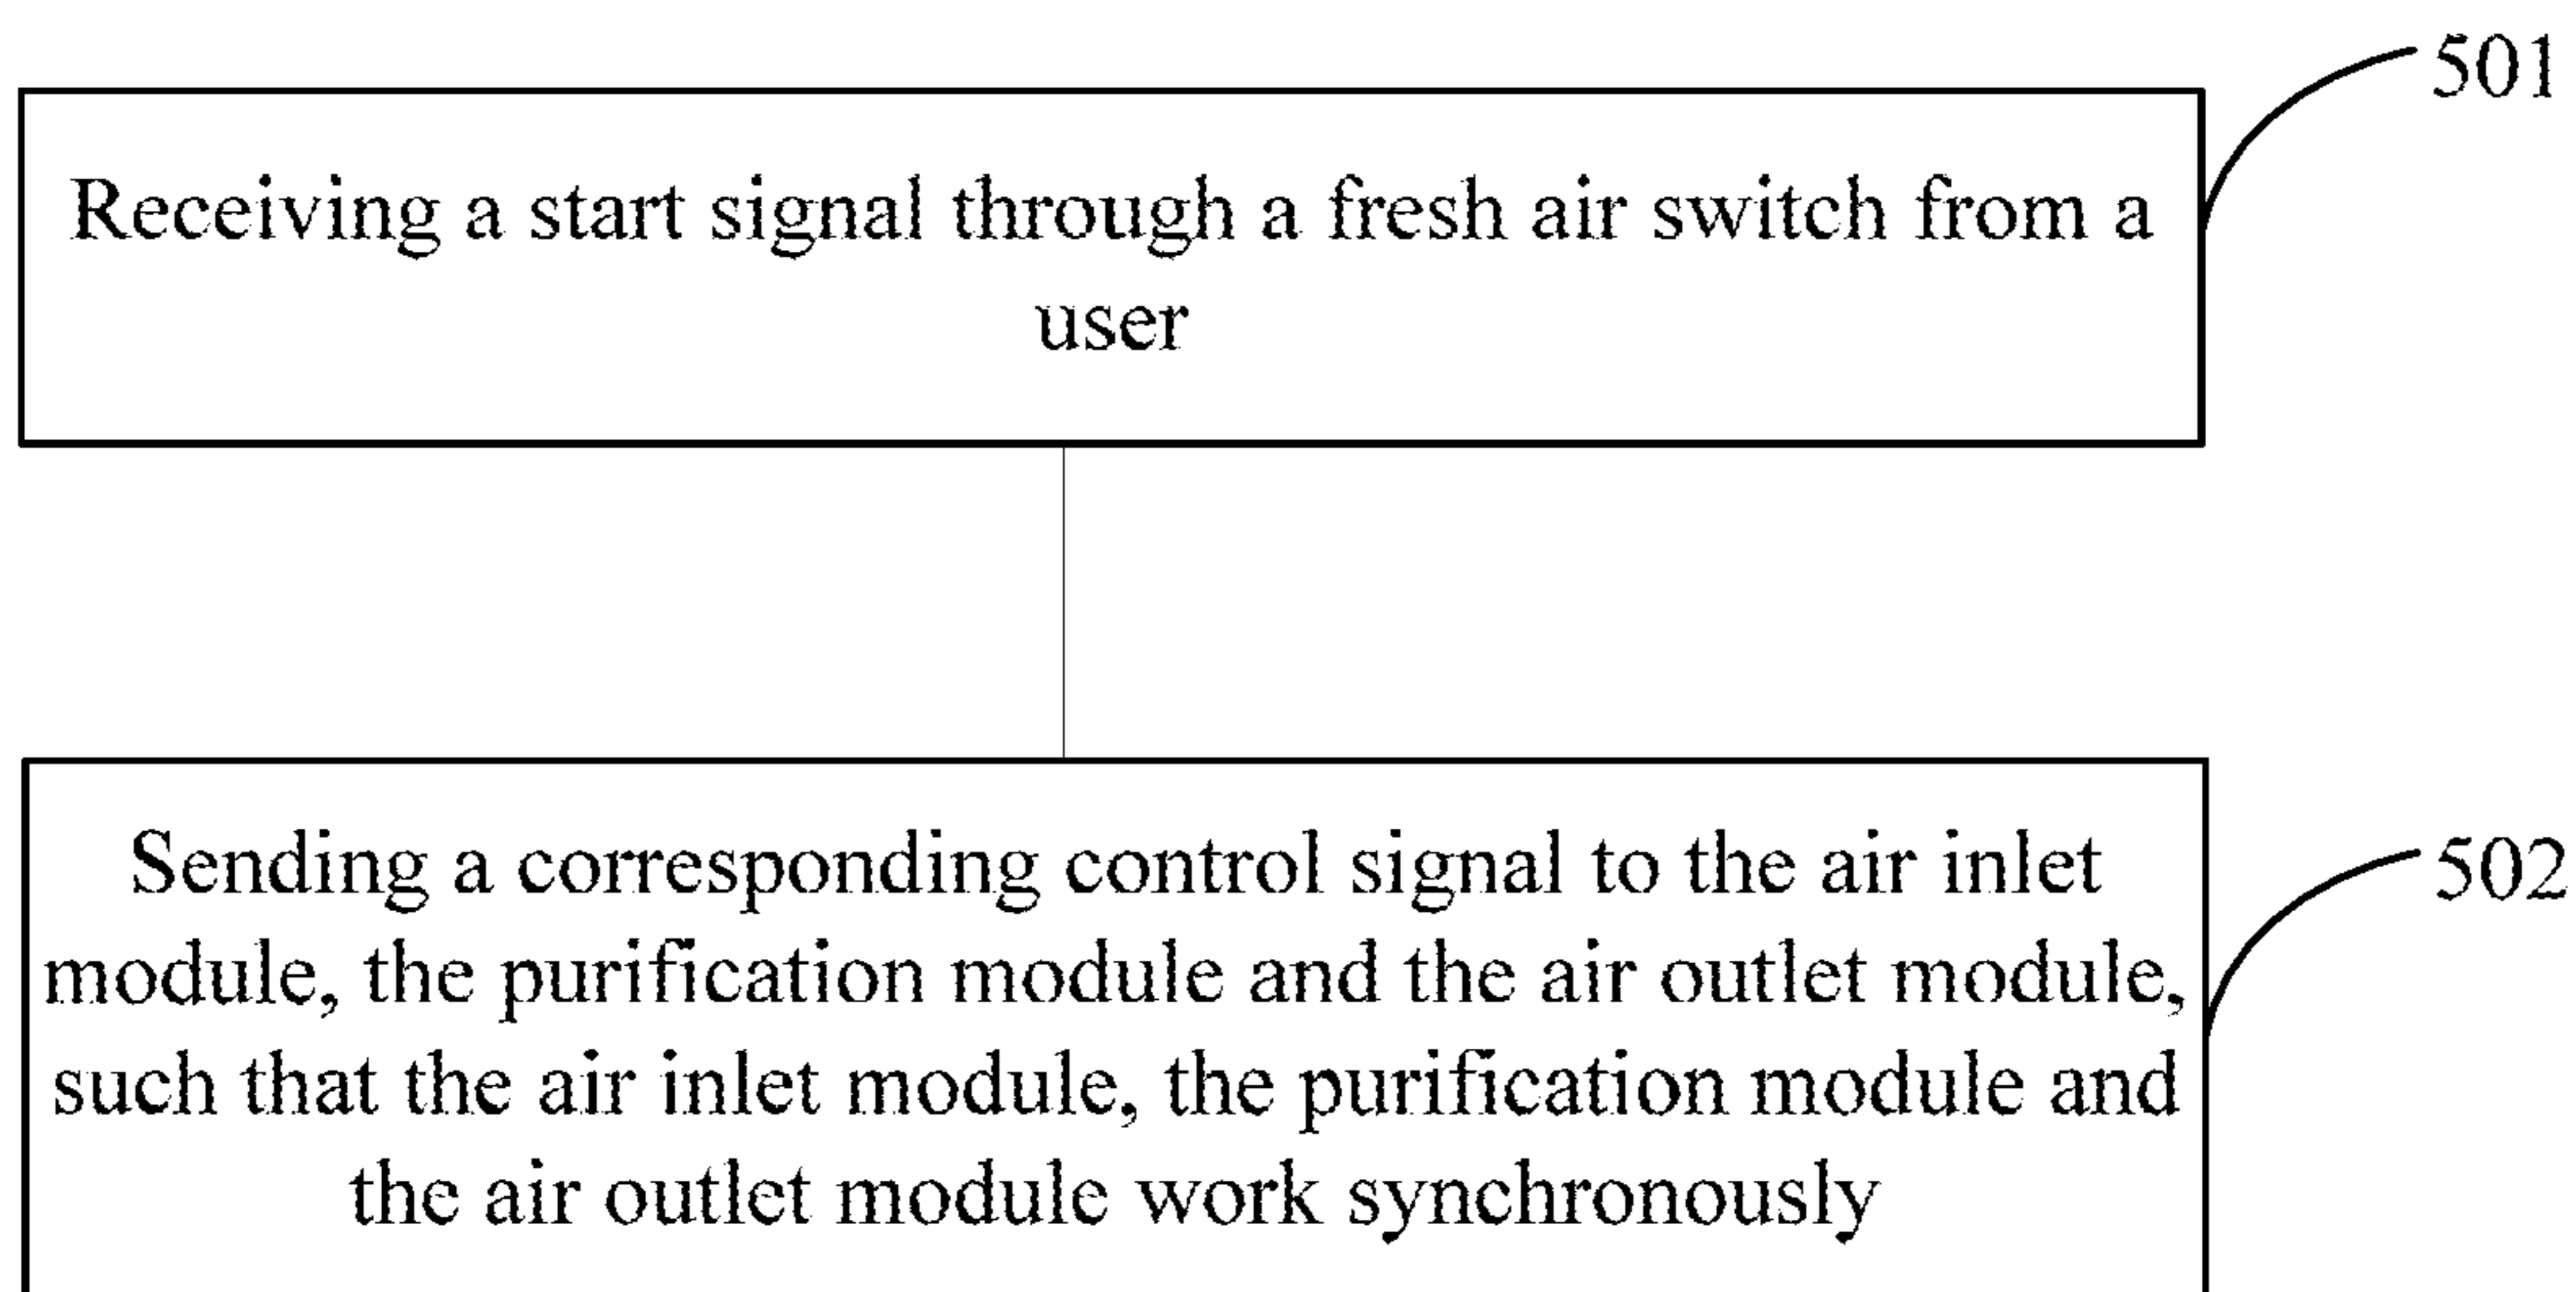 501
Receiving a start signal through a fresh air switch from a
user
Sending a corresponding control signal to the air inlet
502
module, the purification module and the air outlet module,
such that the air inlet module, the purification module and
the air outlet module work synchronously